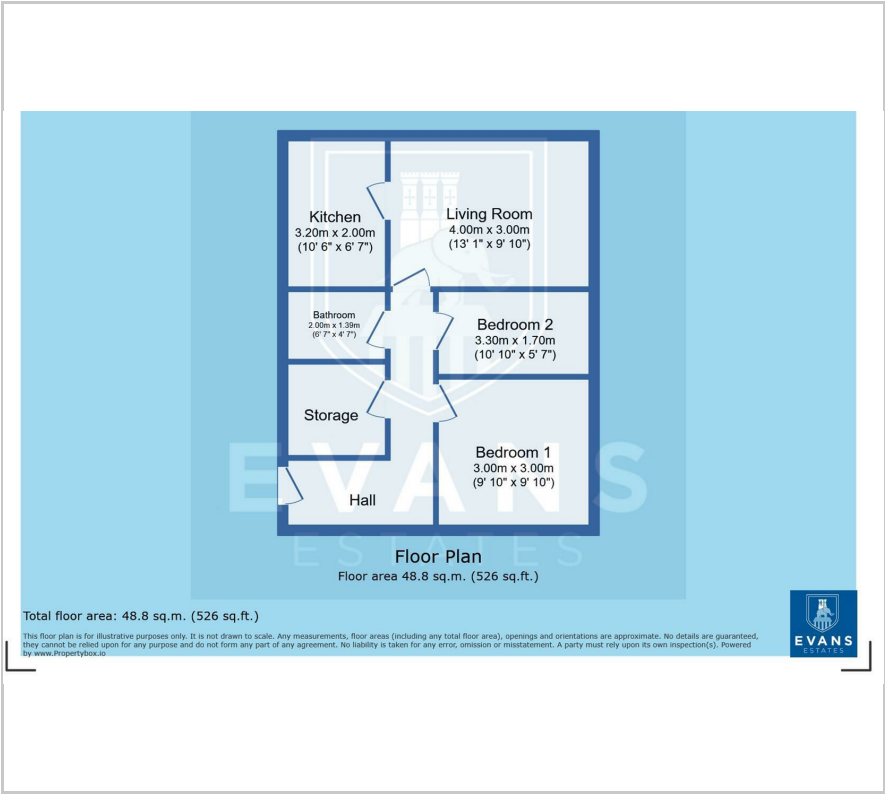 Kitchen
3.20m x 2.00m
(10' 6" x 6' 7")
Living Room
4.00m x 3.00m
(13' 1" x 9' 10")
Bathroom
2.00m x 1.39m
(6' 7" x 4' 7")
Bedroom 2
3.30m x 1.70m
(10' 10" x 5' 7")
Storage
Bedroom 1
3.00m x 3.00m
(9' 10" x 9' 10")
Hall
EVANS
ESTATES
Floor Plan
Floor area 48.8 sq.m. (526 sq.ft.)
Total floor area: 48.8 sq.m. (526 sq.ft.)
This floor plan is for illustrative purposes only. It is not drawn to scale. Any measurements, floor areas (including any total floor area), openings and orientations are approximate. No details are guaranteed,
they cannot be relied upon for any purpose and do not form any part of any agreement. No liability is taken for any error, omission or misstatement. A party must rely upon its own inspection(s). Powered
by www.Propertybox.io
EVANS
ESTATES